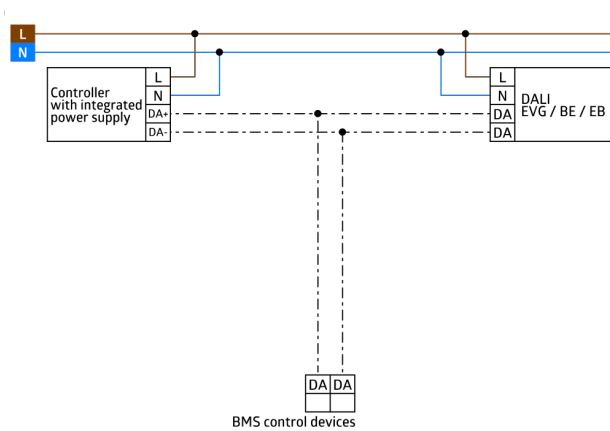 L
N
Controller
with integrated
power supply
L
N
DA+
DA-
L
N
DA
DA
DALI
EVG / BE / EB
DA DA
BMS control devices